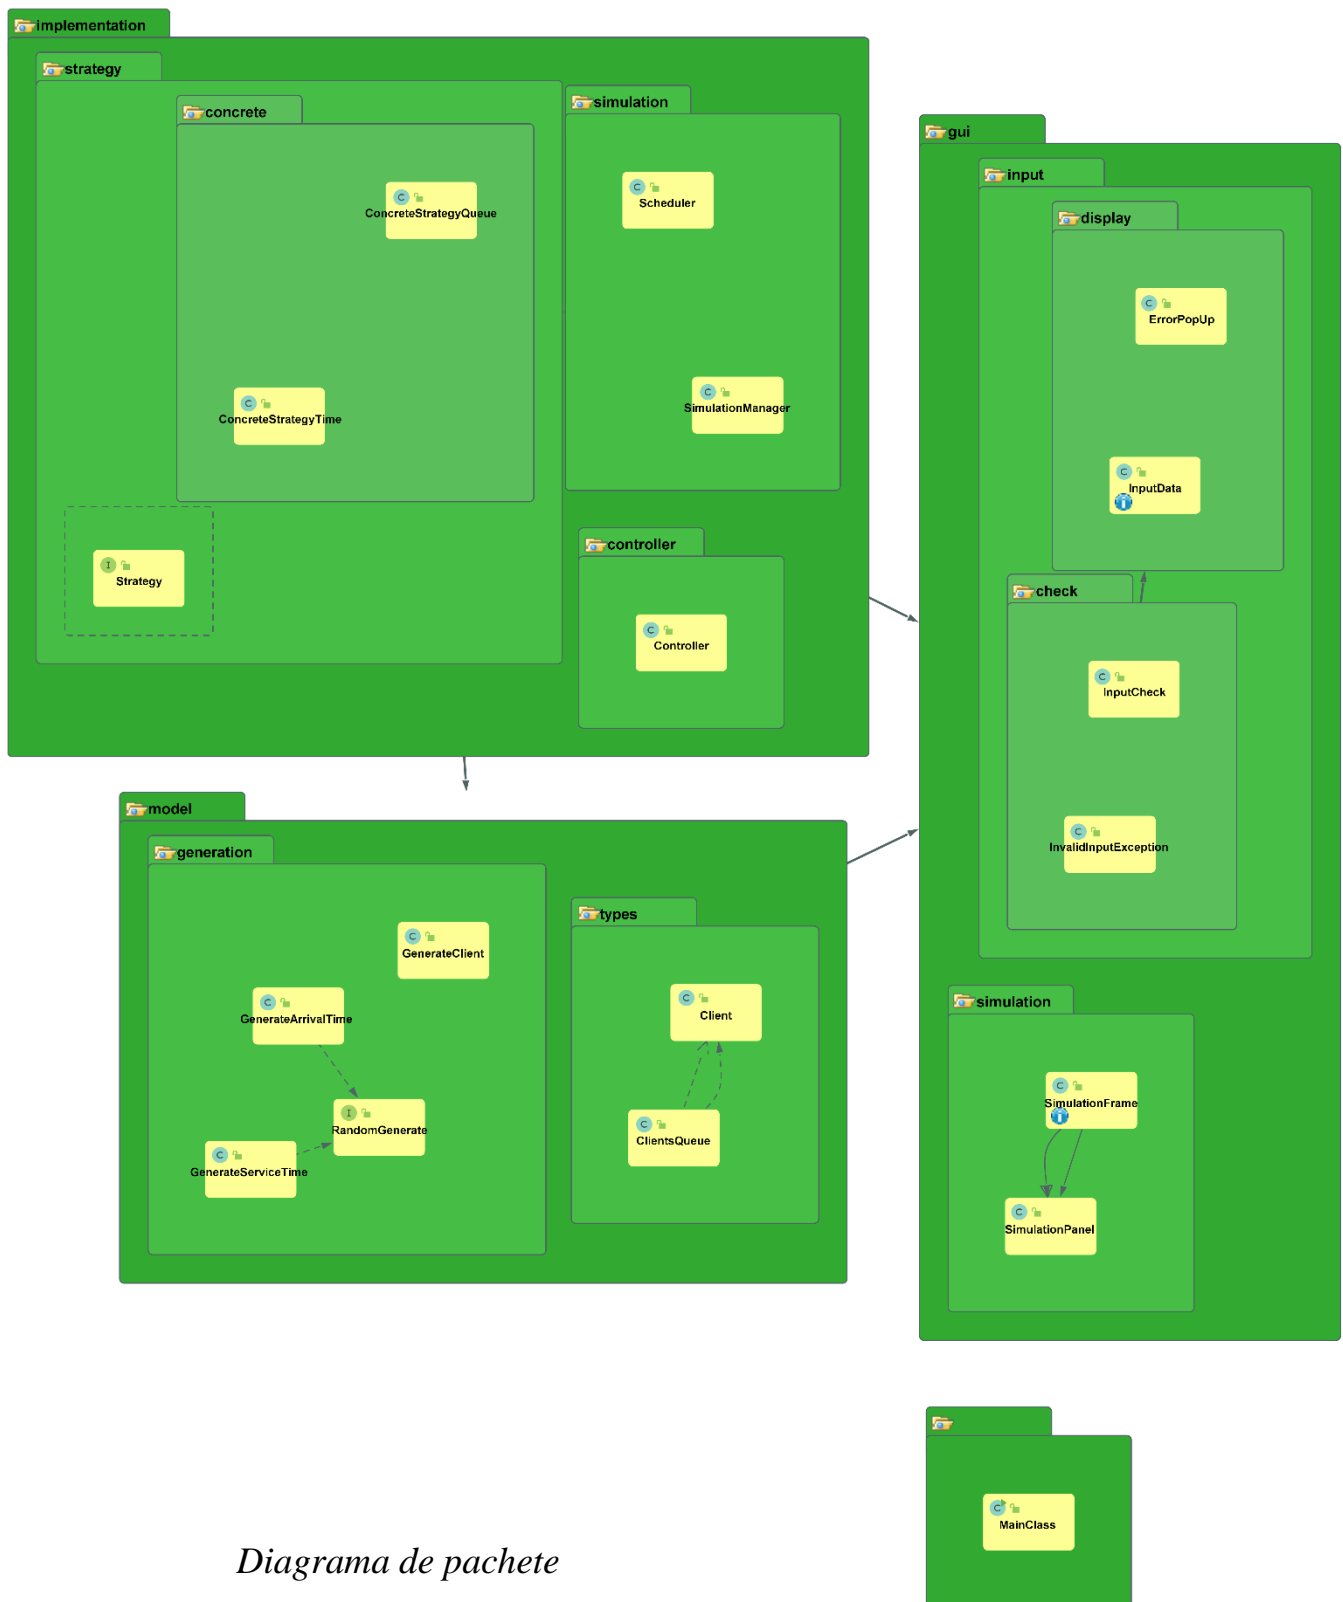 implementation
strategy
concrete
ConcreteStrategyQueue
ConcreteStrategyTime
Strategy
simulation
Scheduler
SimulationManager
controller
Controller
gui
input
display
ErrorPopUp
InputData
check
InputCheck
InvalidInputException
simulation
SimulationFrame
SimulationPanel
model
generation
GenerateClient
GenerateArrivalTime
RandomGenerate
GenerateServiceTime
types
Client
ClientsQueue
MainClass
Diagrama de pachete